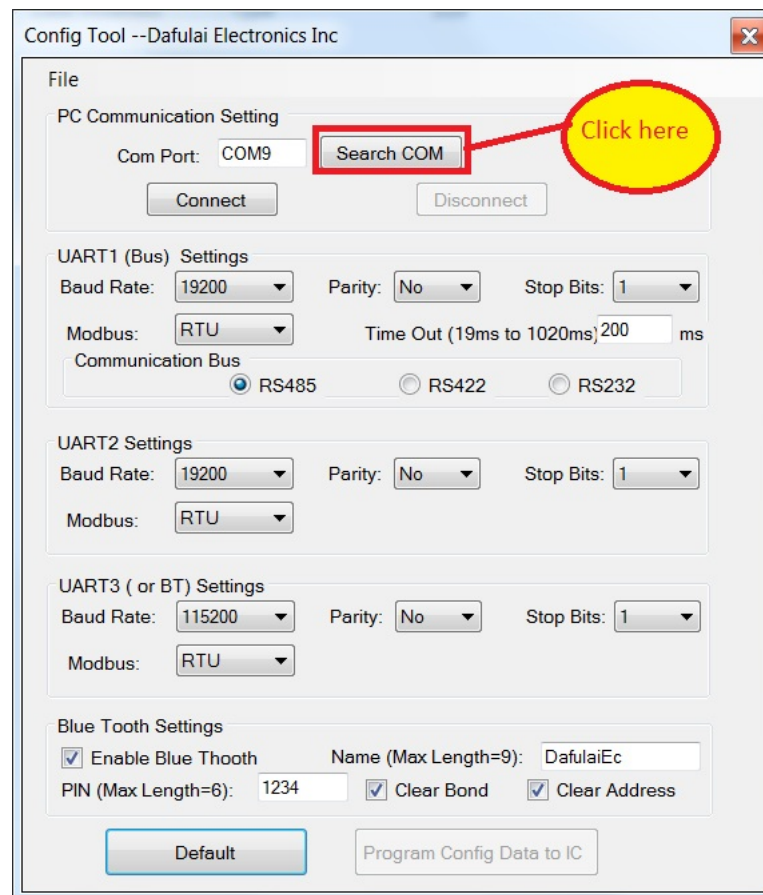 Config Tool --Dafulai Electronics Inc
File
PC Communication Setting
Com Port: COM9 Search COM
Click here
Connect Disconnect
UART1 (Bus) Settings
Baud Rate: 19200 Parity: No Stop Bits: 1
Modbus: RTU Time Out (19ms to 1020ms) 200 ms
Communication Bus
RS485 RS422 RS232
UART2 Settings
Baud Rate: 19200 Parity: No Stop Bits: 1
Modbus: RTU
UART3 ( or BT) Settings
Baud Rate: 115200 Parity: No Stop Bits: 1
Modbus: RTU
Blue Tooth Settings
Enable Blue Thooth Name (Max Length=9): DafulaiEc
PIN (Max Length=6): 1234 Clear Bond Clear Address
Default Program Config Data to IC